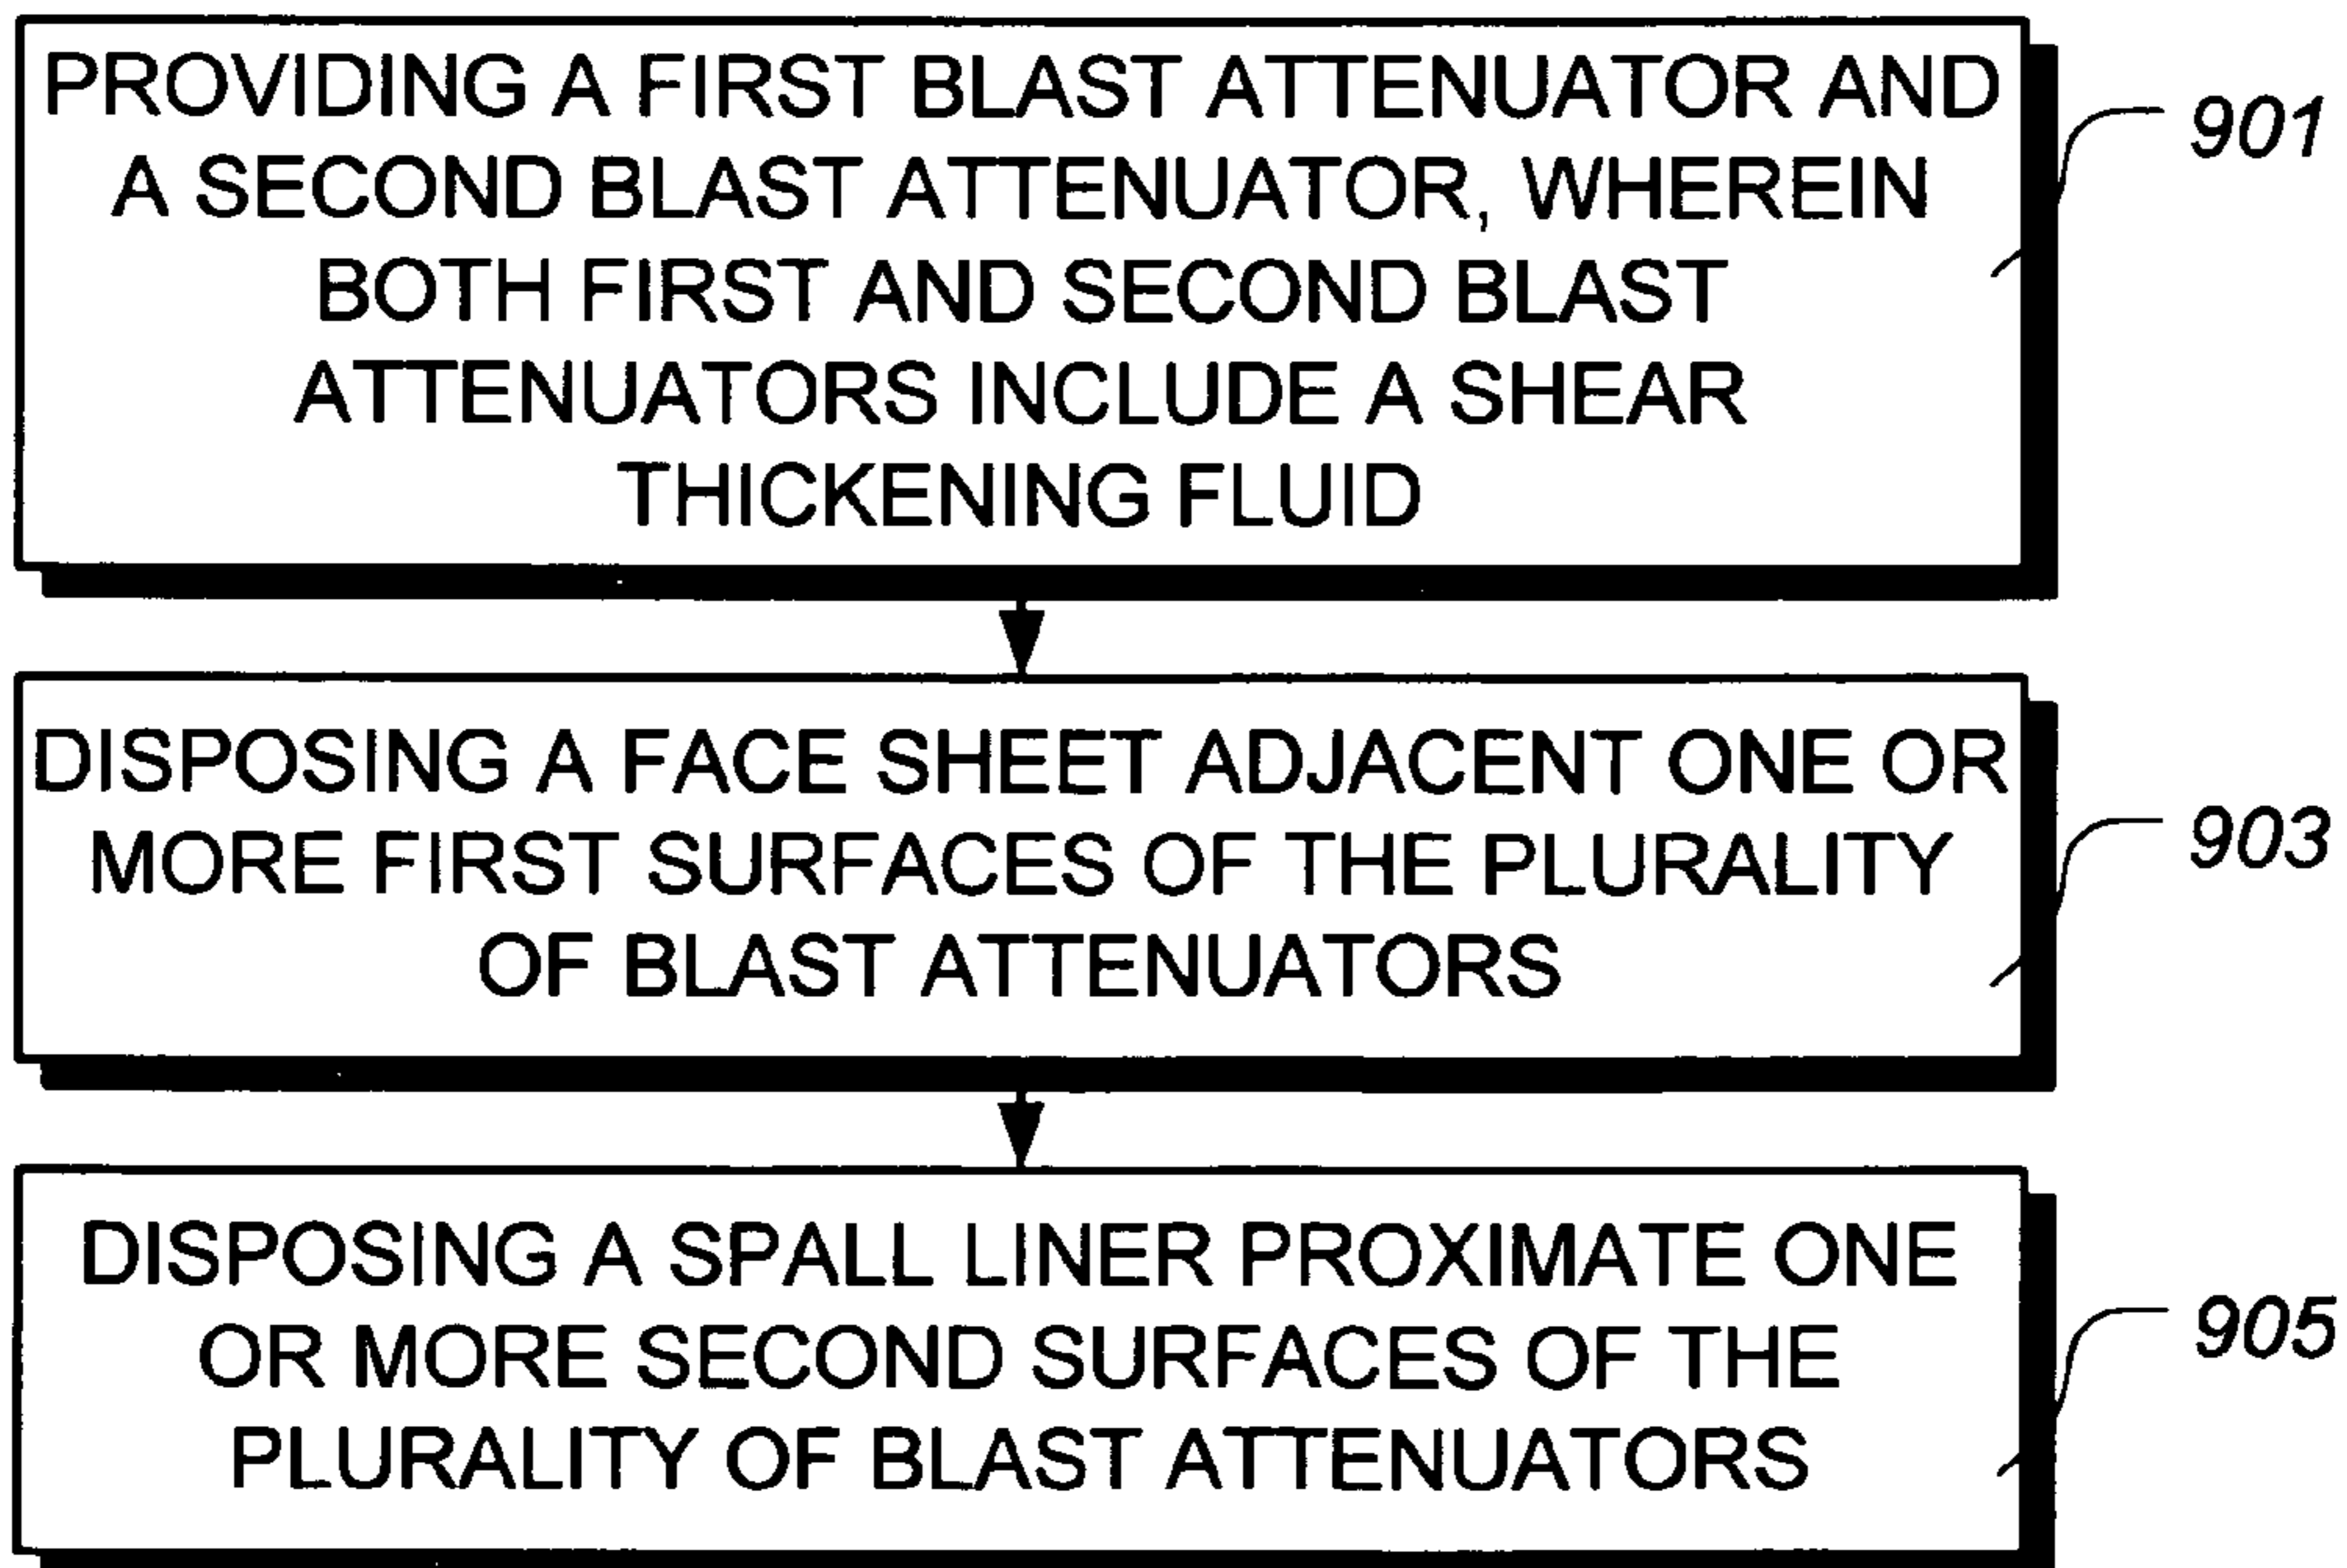 PROVIDING A FIRST BLAST ATTENUATOR AND
A SECOND BLAST ATTENUATOR, WHEREIN
BOTH FIRST AND SECOND BLAST
ATTENUATORS INCLUDE A SHEAR
THICKENING FLUID
901
DISPOSING A FACE SHEET ADJACENT ONE OR
MORE FIRST SURFACES OF THE PLURALITY
OF BLAST ATTENUATORS
903
DISPOSING A SPALL LINER PROXIMATE ONE
OR MORE SECOND SURFACES OF THE
PLURALITY OF BLAST ATTENUATORS
905